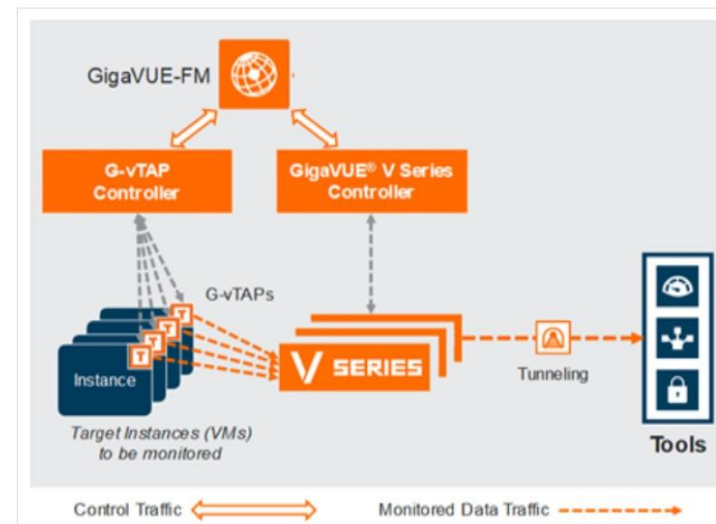 GigaVUE-FM
G-vTAP
Controller
GigaVUE® V Series
Controller
G-vTAPs
T
T
T
T
Instance
V SERIES
Tunneling
Target Instances (VMs)
to be monitored
Tools
Control Traffic
Monitored Data Traffic